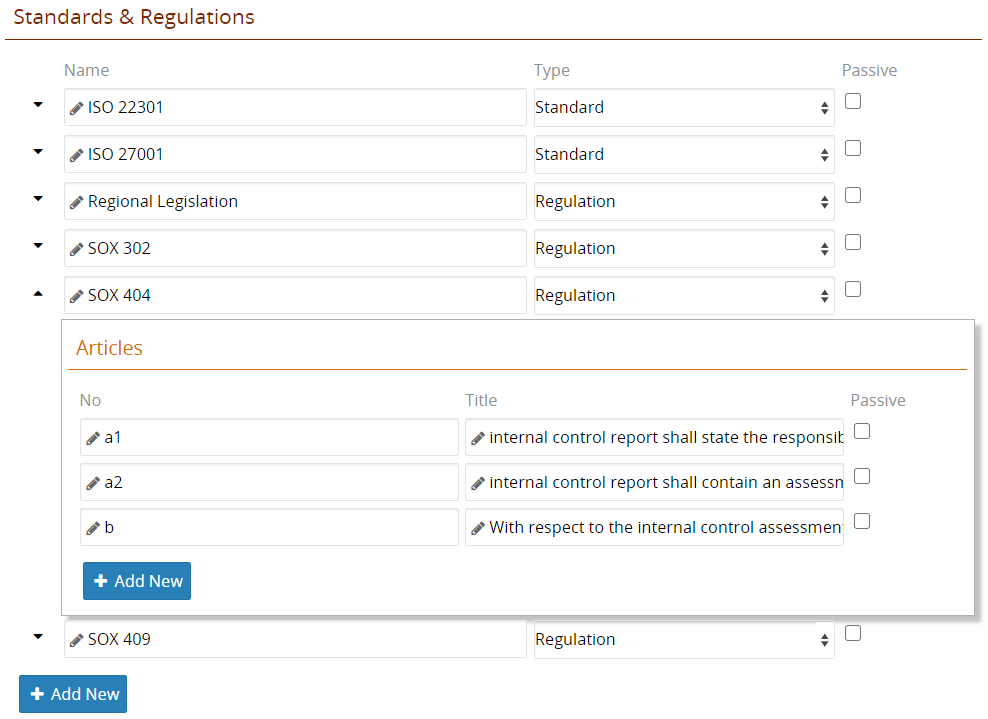 Standards & Regulations
Name Type Passive
ISO 22301 Standard
ISO 27001 Standard
Regional Legislation Regulation
SOX 302 Regulation
SOX 404 Regulation
Articles
No Title Passive
a1 internal control report shall state the responsib
a2 internal control report shall contain an assessm
b With respect to the internal control assessment
Add New
SOX 409 Regulation
Add New